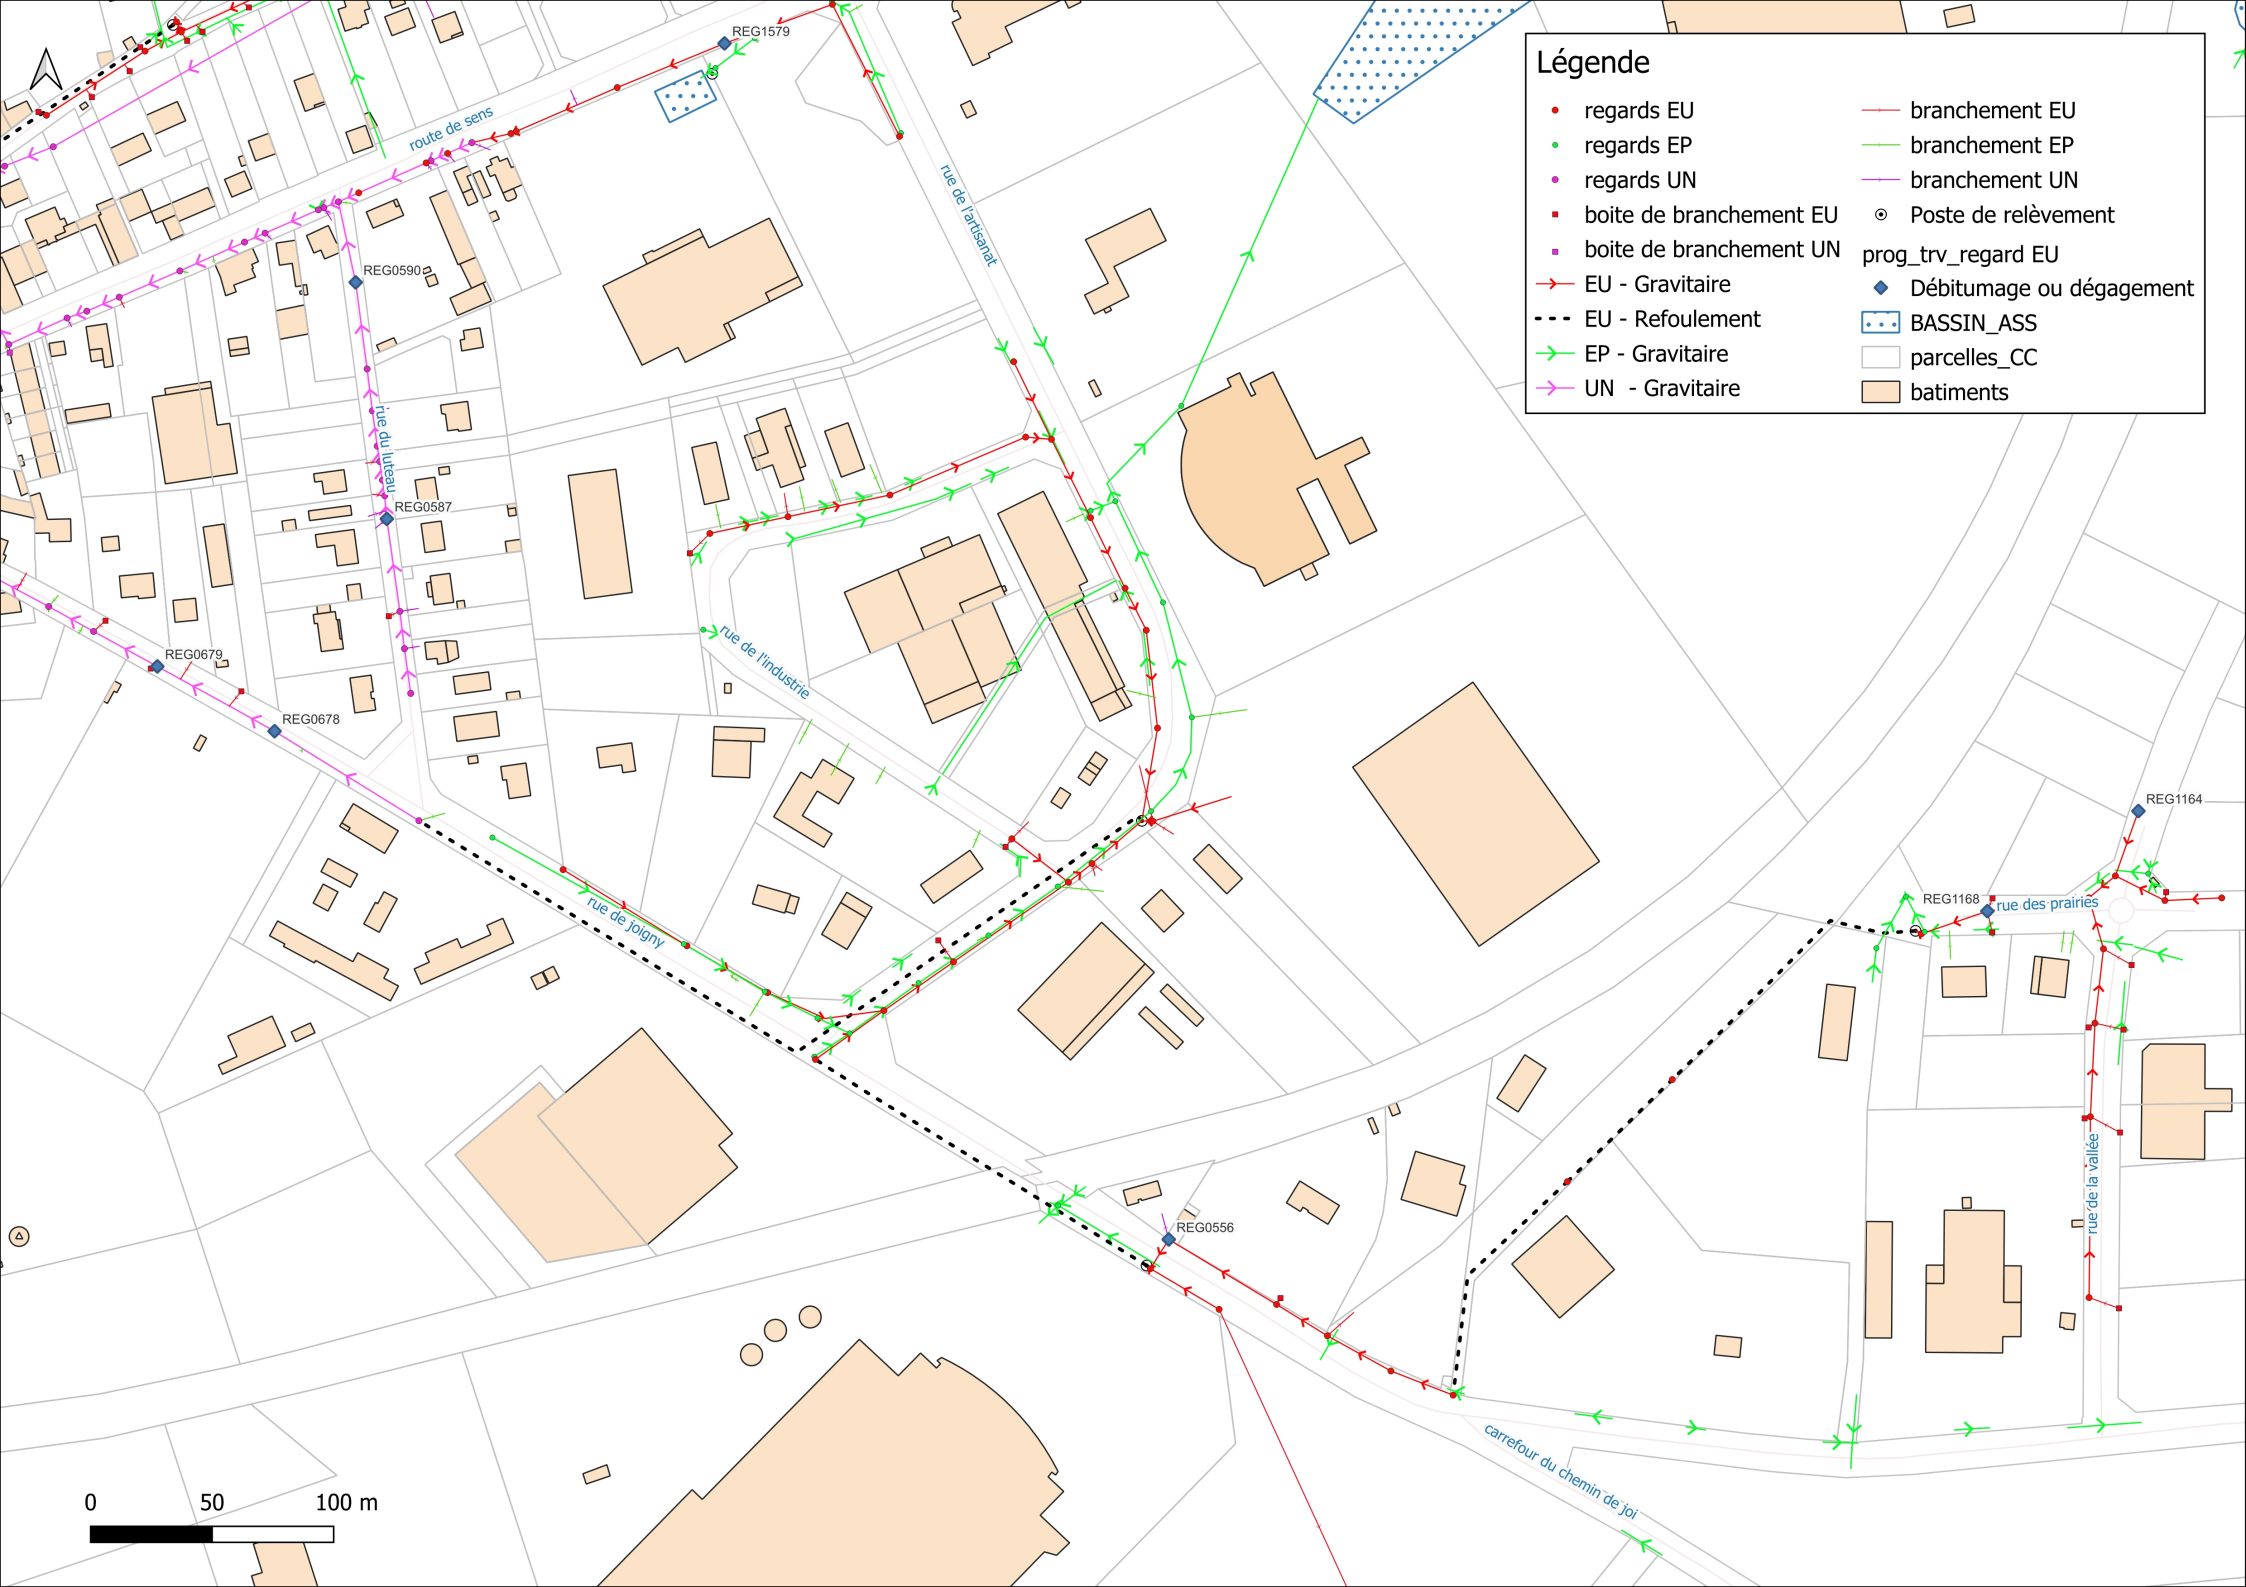 REG1579
route de sens
rue de l'artisanat
REG0590
rue du luteau
REG0587
rue de l'industrie
REG0679
REG0678
rue de joigny
REG1164
REG1168
rue des prairies
rue de la vallée
REG0556
carrefour du chemin de joi
0 50 100 m
Légende
regards EU
regards EP
regards UN
boite de branchement EU
boite de branchement UN
EU - Gravitaire
EU - Refoulement
EP - Gravitaire
UN - Gravitaire
branchement EU
branchement EP
branchement UN
Poste de relèvement
prog_trv_regard EU
Débitumage ou dégagement
BASSIN_ASS
parcelles_CC
batiments